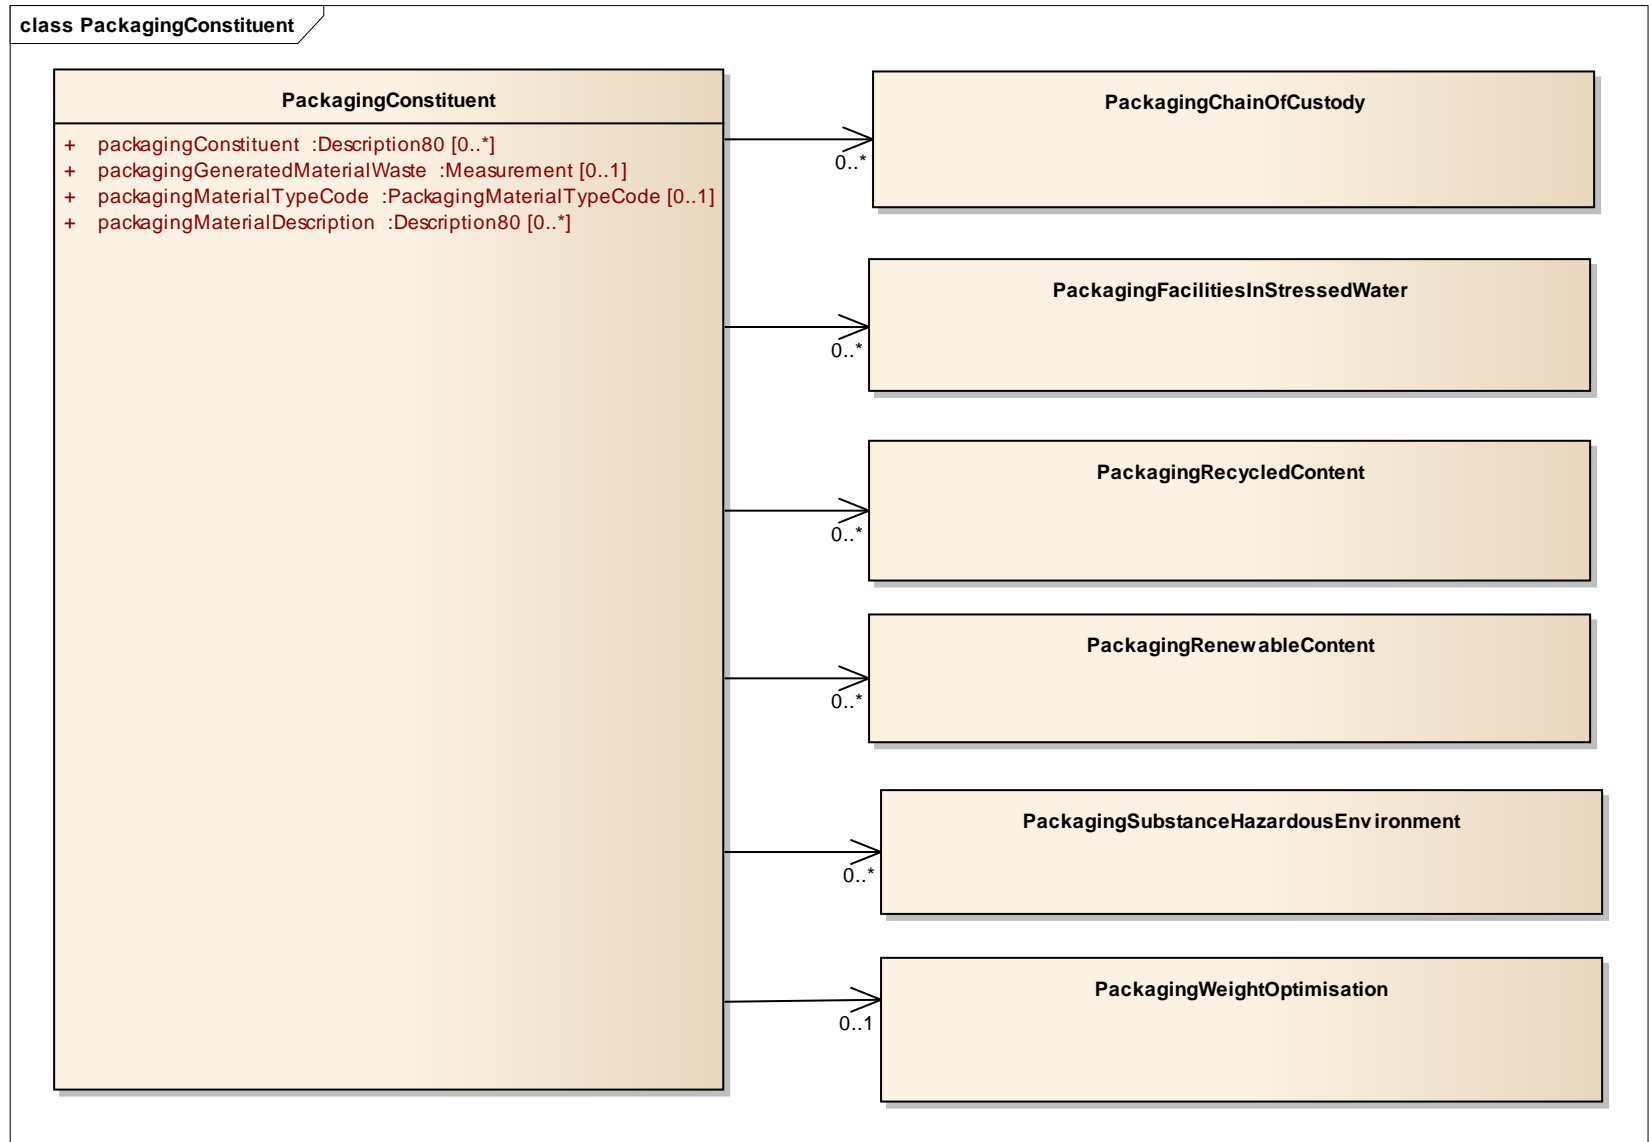 class PackagingConstituent
PackagingConstituent
+ packagingConstituent :Description80 [0..*]
+ packagingGeneratedMaterialWaste :Measurement [0..1]
+ packagingMaterialTypeCode :PackagingMaterialTypeCode [0..1]
+ packagingMaterialDescription :Description80 [0..*]
PackagingChainOfCustody
0..*
PackagingFacilitiesInStressedWater
0..*
PackagingRecycledContent
0..*
PackagingRenewableContent
0..*
PackagingSubstanceHazardousEnvironment
0..*
PackagingWeightOptimisation
0..1